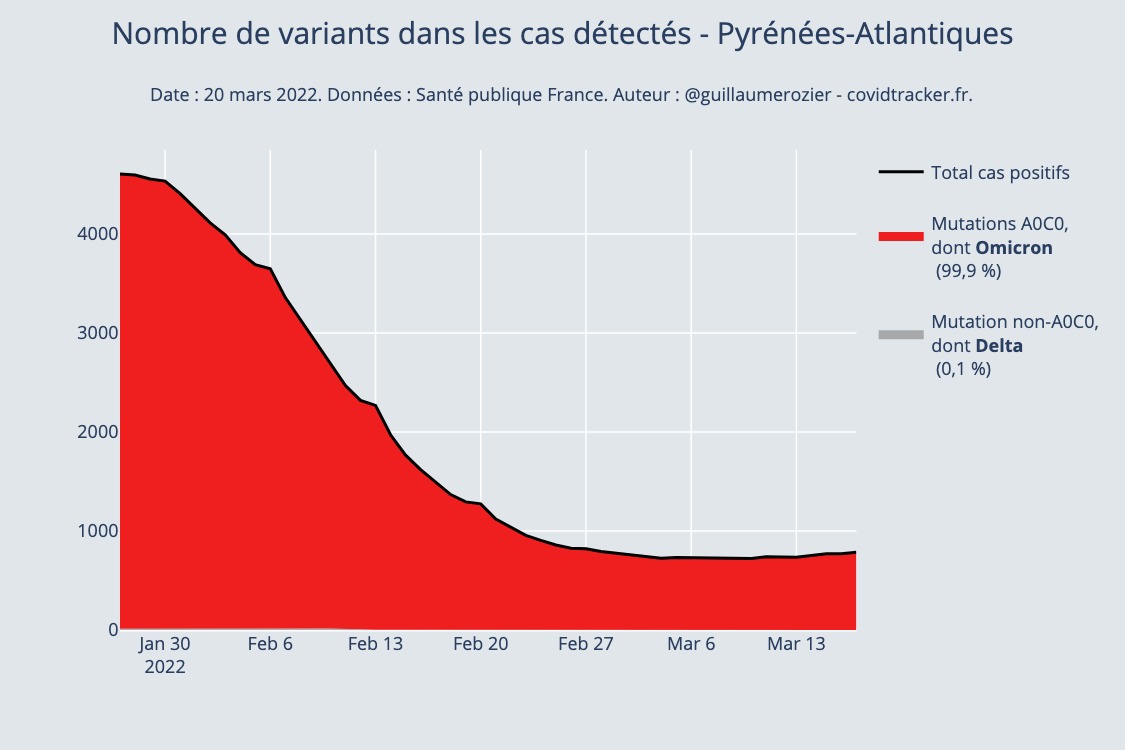 Nombre de variants dans les cas détectés - Pyrénées-Atlantiques
Date : 20 mars 2022. Données : Santé publique France. Auteur : @guillaumerozier - covidtracker.fr.
Total cas positifs
Mutations A0C0,
dont Omicron
(99,9 %)
Mutation non-A0C0,
dont Delta
(0,1 %)
4000
3000
2000
1000
0
Jan 30 Feb 6 Feb 13 Feb 20 Feb 27 Mar 6 Mar 13
2022